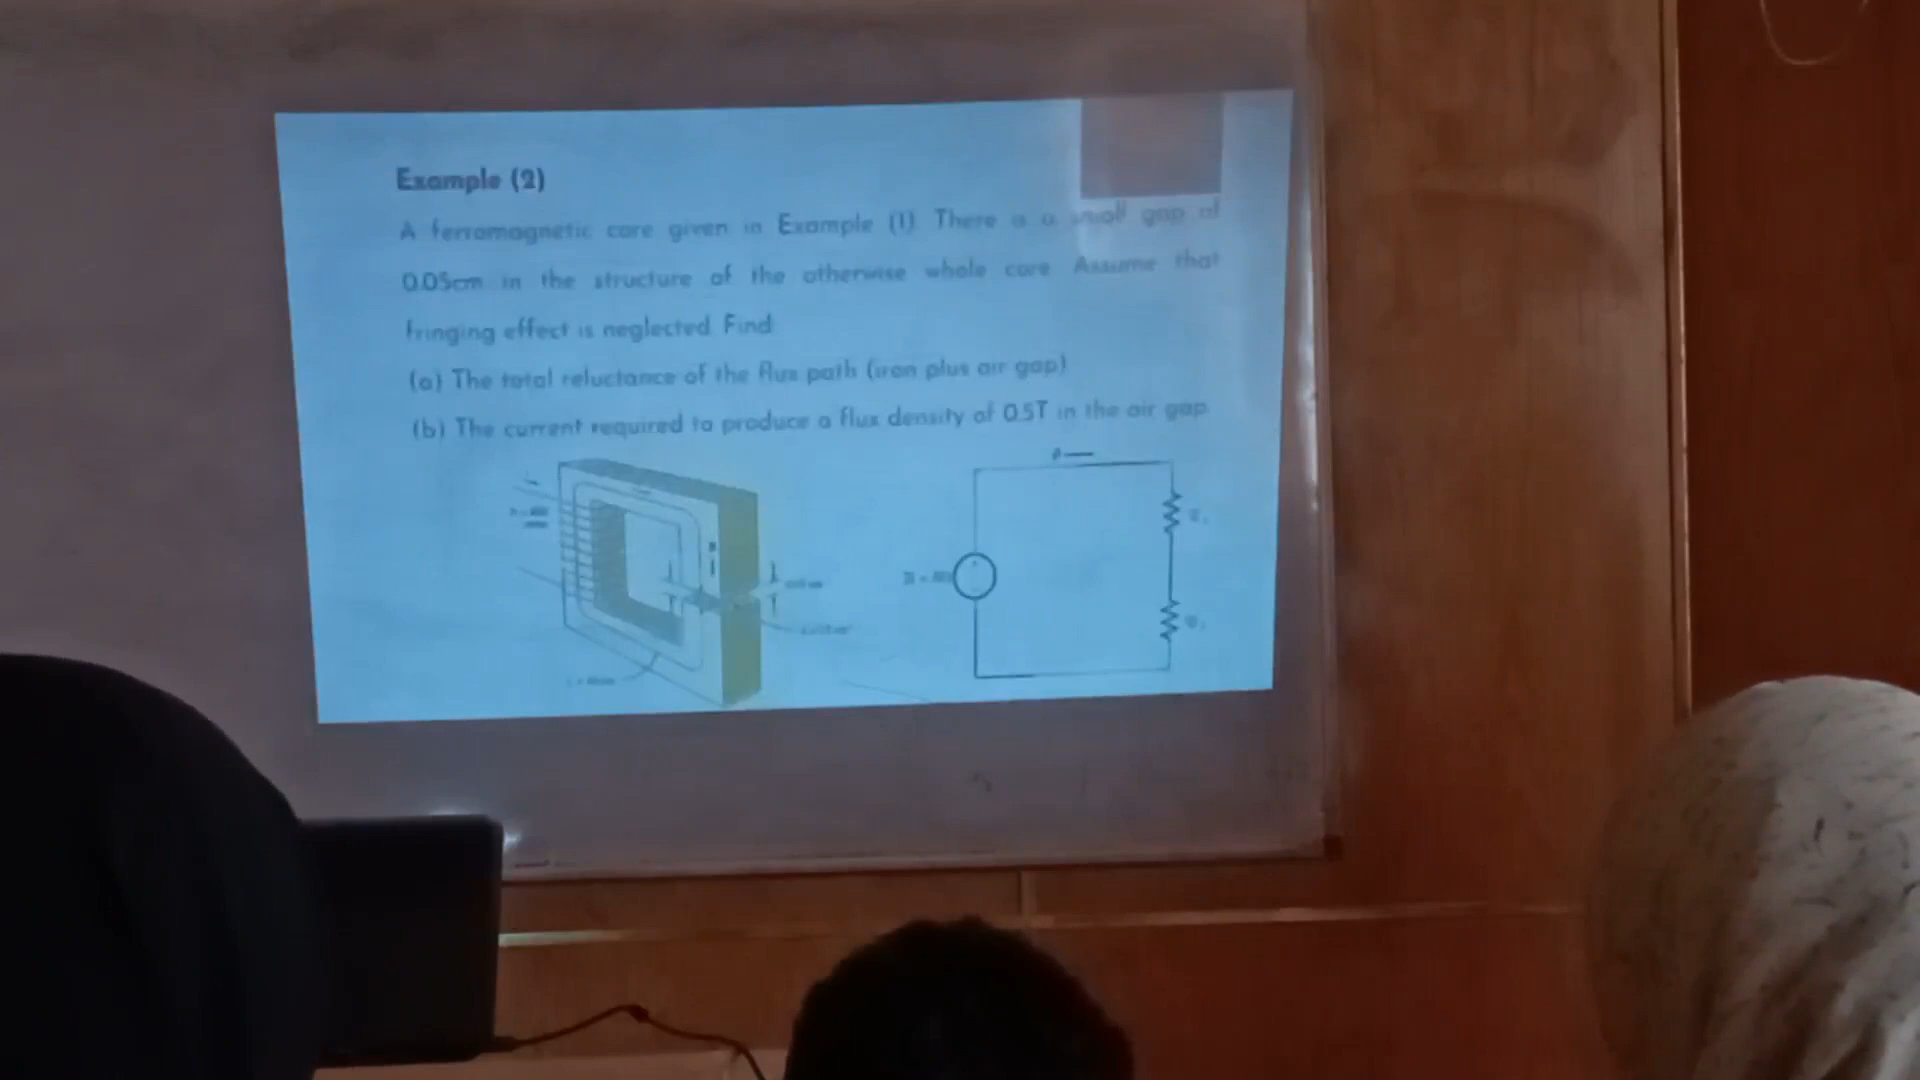 Example (2)
A ferromagnetic core given in Example (1) There is a small gap of
0.05cm in the structure of the otherwise whole core Assume that
fringing effect is neglected Find
(a) The total reluctance of the flux path (iron plus air gap)
(b) The current required to produce a flux density of 0.5T in the air gap